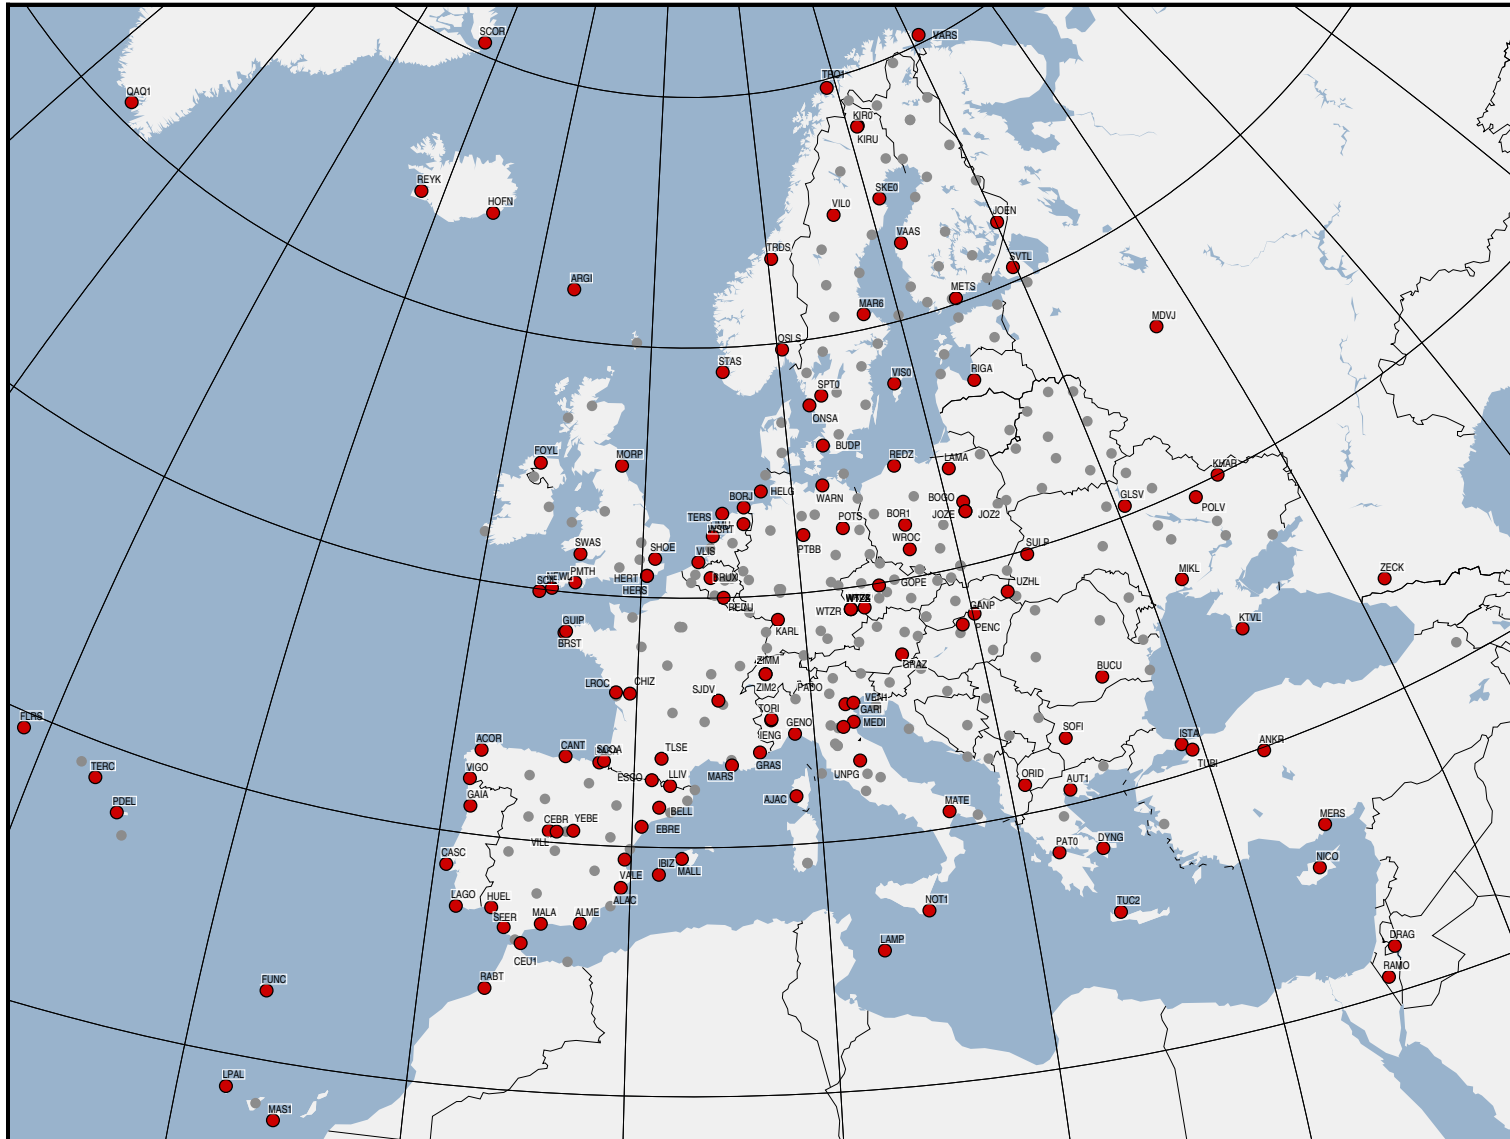 SCOR
VARS
QAQ1
TRO1
KIR0
KIRU
REYK
HOFN
SKE0
VIL0
JOEN
VAAS
TRDS
SVTL
ARGI
METS
MAR6
MDVJ
OSLS
STAS
RIGA
VIS0
SPT0
ONSA
BUDP
FOYL
MORP
REDZ
LAMA
KHAR
HELG
WARN
BORJ
BOGO
GLSV
POLV
TERS
POTS
BOR1
JOZE
JOZ2
WSRT
PTBB
WROC
SWAS
SHOE
VLIS
SULP
PMTH
HERT
BRUX
GOPE
UZHL
MIKL
ZECK
HERS
REDU
WTZR
GANP
GUIP
KARL
PENC
KTVL
BRST
ZIMM
GRAZ
BUCU
LROC
CHIZ
SJDV
ZIM2
PADO
VEN1
TORI
GARI
FLRS
GENO
MEDI
SOFI
ISTA
IENG
ACOR
CANT
SCOA
TLSE
TUBI
ANKR
TERC
VIGO
ESCO
LLIV
MARS
GRAS
UNPG
ORID
AUT1
PDEL
GAIA
AJAC
BELL
MATE
MERS
CEBR
YEBE
EBRE
VILL
PAT0
DYNG
CASC
IBIZ
MALL
NICO
VALE
LAGO
HUEL
ALAC
NOT1
TUC2
SFER
MALA
ALME
LAMP
DRAG
CEU1
RAMO
FUNC
RABT
LPAL
MAS1